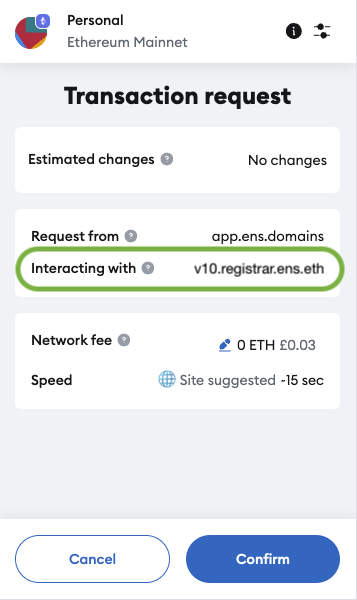 Personal
Ethereum Mainnet
Transaction request
Estimated changes ? No changes
Request from ? app.ens.domains
Interacting with ? v10.registrar.ens.eth
Network fee ? 0 ETH £0.03
Speed Site suggested ~15 sec
Cancel Confirm